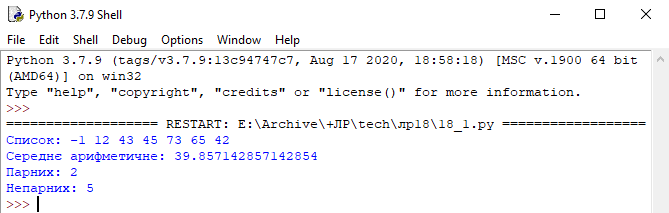 Python 3.7.9 Shell
File Edit Shell Debug Options Window Help
Python 3.7.9 (tags/v3.7.9:13c94747c7, Aug 17 2020, 18:58:18) [MSC v.1900 64 bit
(AMD64)] on win32
Type "help", "copyright", "credits" or "license()" for more information.
>>>
=================== RESTART: E:\Archive\+ЛР\tech\лр18\18_1.py ==================
Список: -1 12 43 45 73 65 42
Середнє арифметичне: 39.857142857142854
Парних: 2
Непарних: 5
>>>